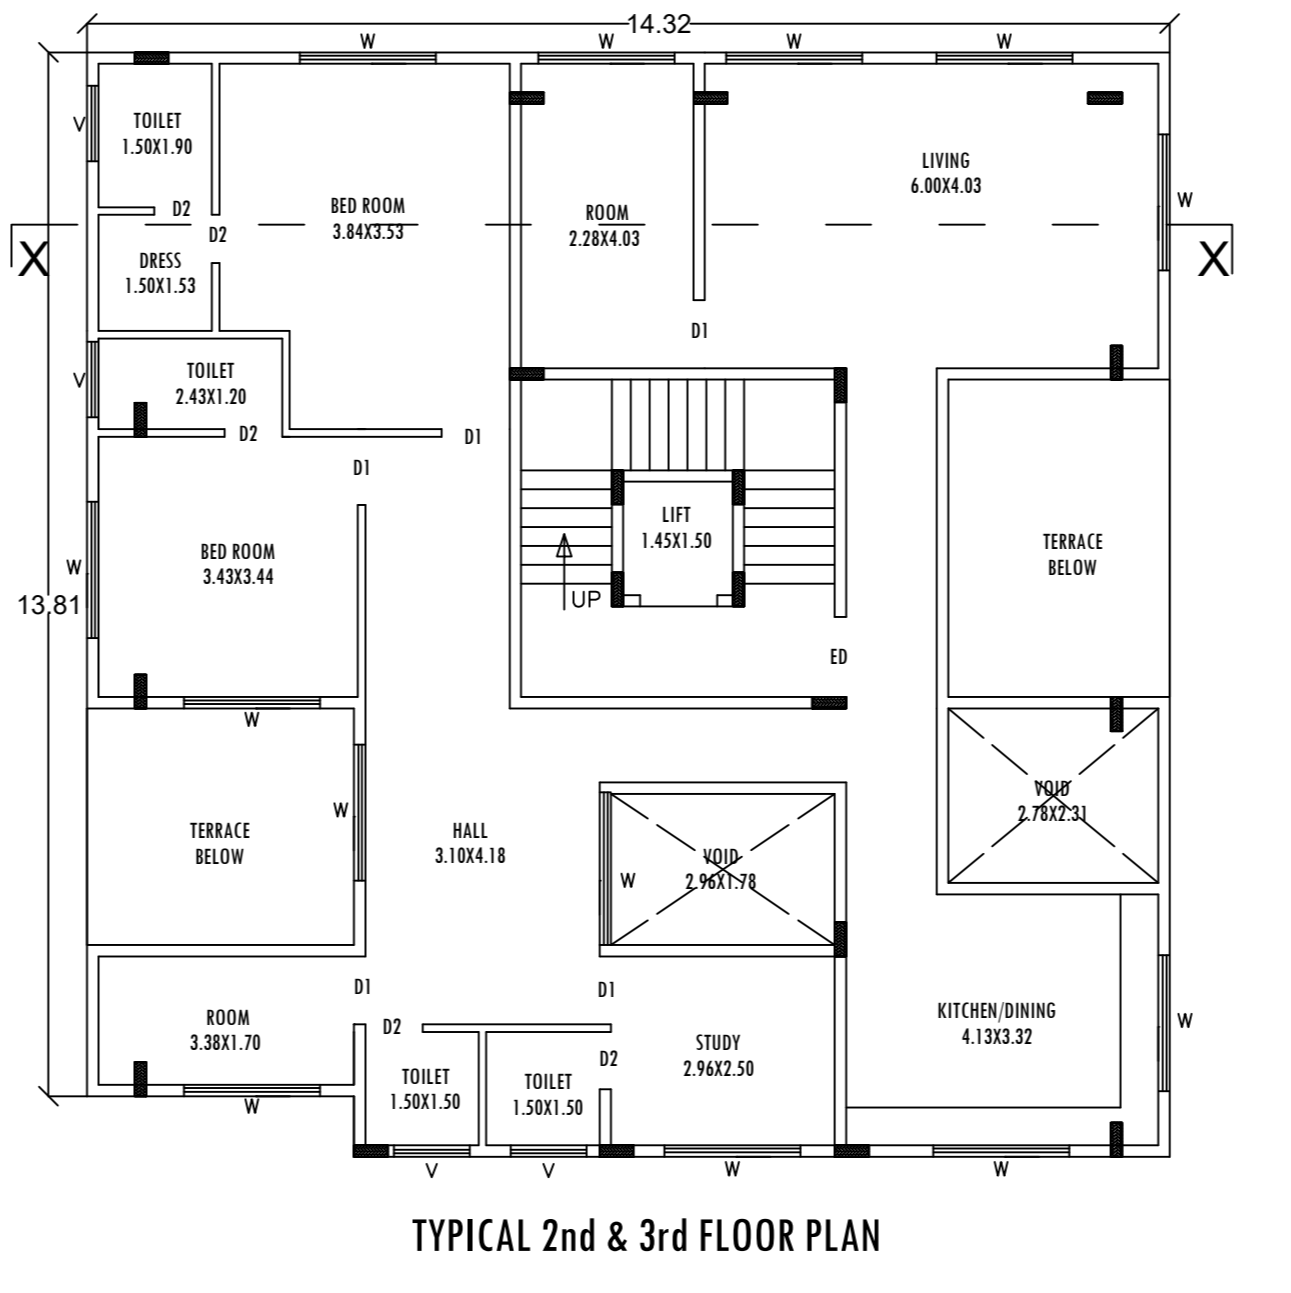 14.32
W
W
W
W
TOILET
1.50X1.90
V
D2
D2
DRESS
1.50X1.53
BED ROOM
3.84X3.53
ROOM
2.28X4.03
LIVING
6.00X4.03
W
X
X
D1
TOILET
2.43X1.20
V
D2
D1
D1
BED ROOM
3.43X3.44
W
13.81
LIFT
1.45X1.50
UP
ED
TERRACE
BELOW
W
W
TERRACE
BELOW
HALL
3.10X4.18
VOID
2.96X1.78
W
VOID
2.78X2.31
D1
D2
D1
D2
ROOM
3.38X1.70
W
TOILET
1.50X1.50
TOILET
1.50X1.50
STUDY
2.96X2.50
KITCHEN/DINING
4.13X3.32
W
V
V
W
W
TYPICAL 2nd & 3rd FLOOR PLAN